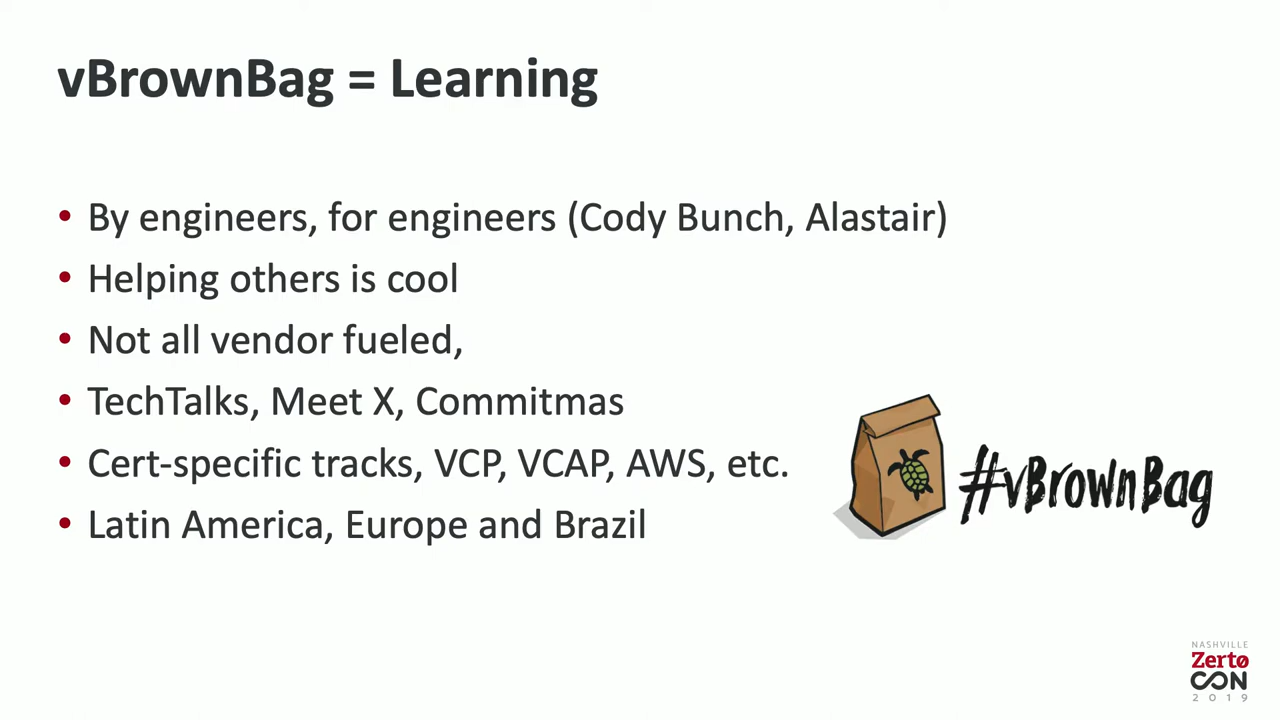 vBrownBag = Learning
• By engineers, for engineers (Cody Bunch, Alastair)
• Helping others is cool
• Not all vendor fueled,
• TechTalks, Meet X, Commitmas
• Cert-specific tracks, VCP, VCAP, AWS, etc.
• Latin America, Europe and Brazil
#vBrownBag
NASHVILLE
Zerto
CON
2019